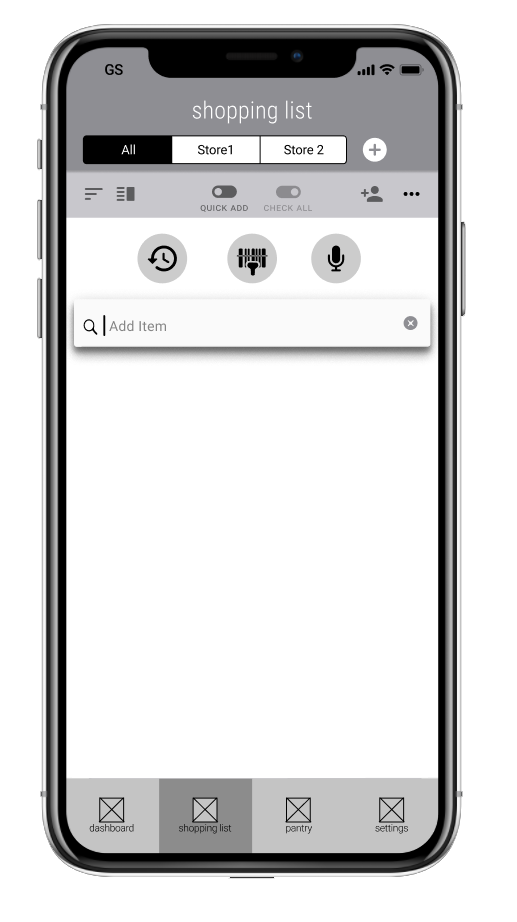 GS
shopping list
All Store1 Store 2
QUICK ADD CHECK ALL
Add Item
dashboard shopping list pantry settings